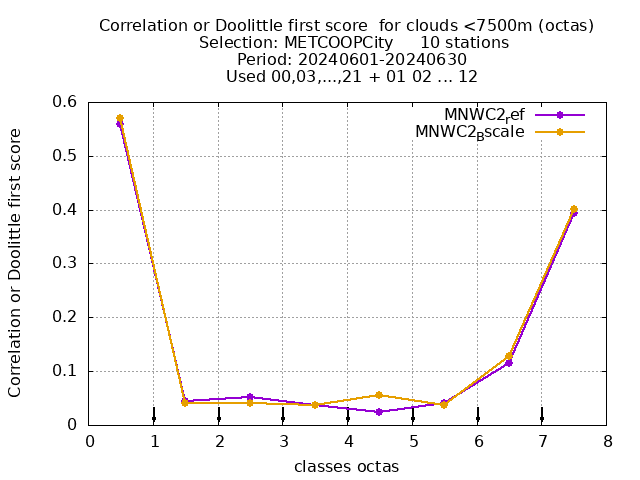 Correlation or Doolittle first score  for clouds <7500m (octas)
Selection: METCOOPCity     10 stations
Period: 20240601-20240630
Used 00,03,...,21 + 01 02 ... 12
MNWC2ref
MNWC2Bscale
Correlation or Doolittle first score
0.6
0.5
0.4
0.3
0.2
0.1
0
0 1 2 3 4 5 6 7 8
classes octas